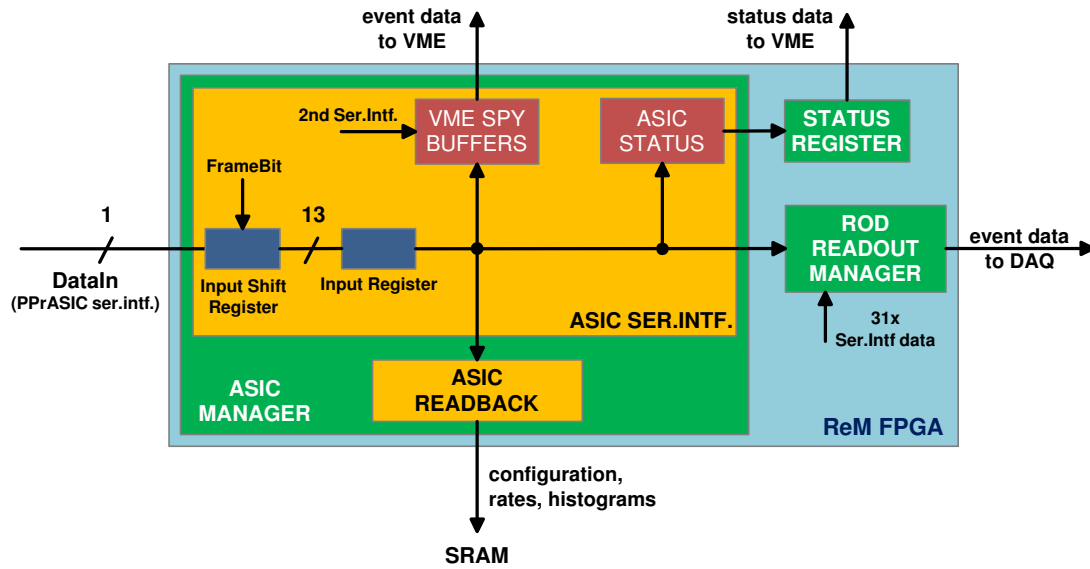 event data
to VME
status data
to VME
2nd Ser.Intf.
VME SPY
BUFFERS
ASIC
STATUS
STATUS
REGISTER
FrameBit
1
13
DataIn
(PPrASIC ser.intf.)
Input Shift
Register
Input Register
ROD
READOUT
MANAGER
event data
to DAQ
31x
Ser.Intf data
ASIC SER.INTF.
ASIC
MANAGER
ASIC
READBACK
ReM FPGA
configuration,
rates, histograms
SRAM